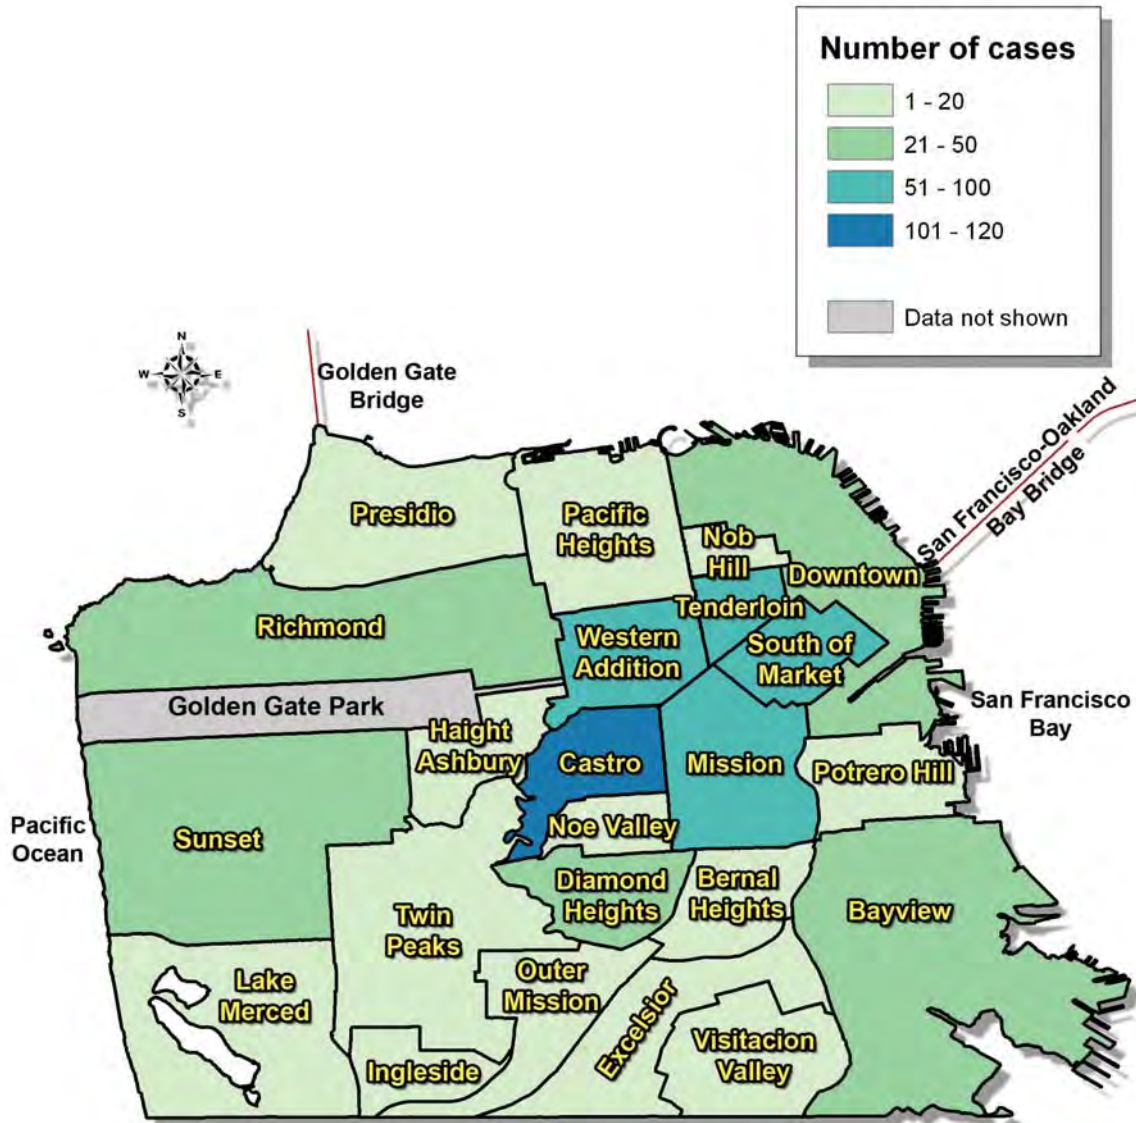 Number of cases
1 - 20
21 - 50
51 - 100
101 - 120
Data not shown
N
W
E
S
Golden Gate
Bridge
San Francisco-Oakland
Bay Bridge
Presidio
Pacific
Heights
Nob
Hill
Downtown
Richmond
Tenderloin
Western
Addition
South of
Market
Golden Gate Park
San Francisco
Bay
Haight
Ashbury
Castro
Mission
Potrero Hill
Pacific
Ocean
Sunset
Noe Valley
Diamond
Heights
Bernal
Heights
Bayview
Twin
Peaks
Lake
Merced
Outer
Mission
Excelsior
Visitacion
Valley
Ingleside